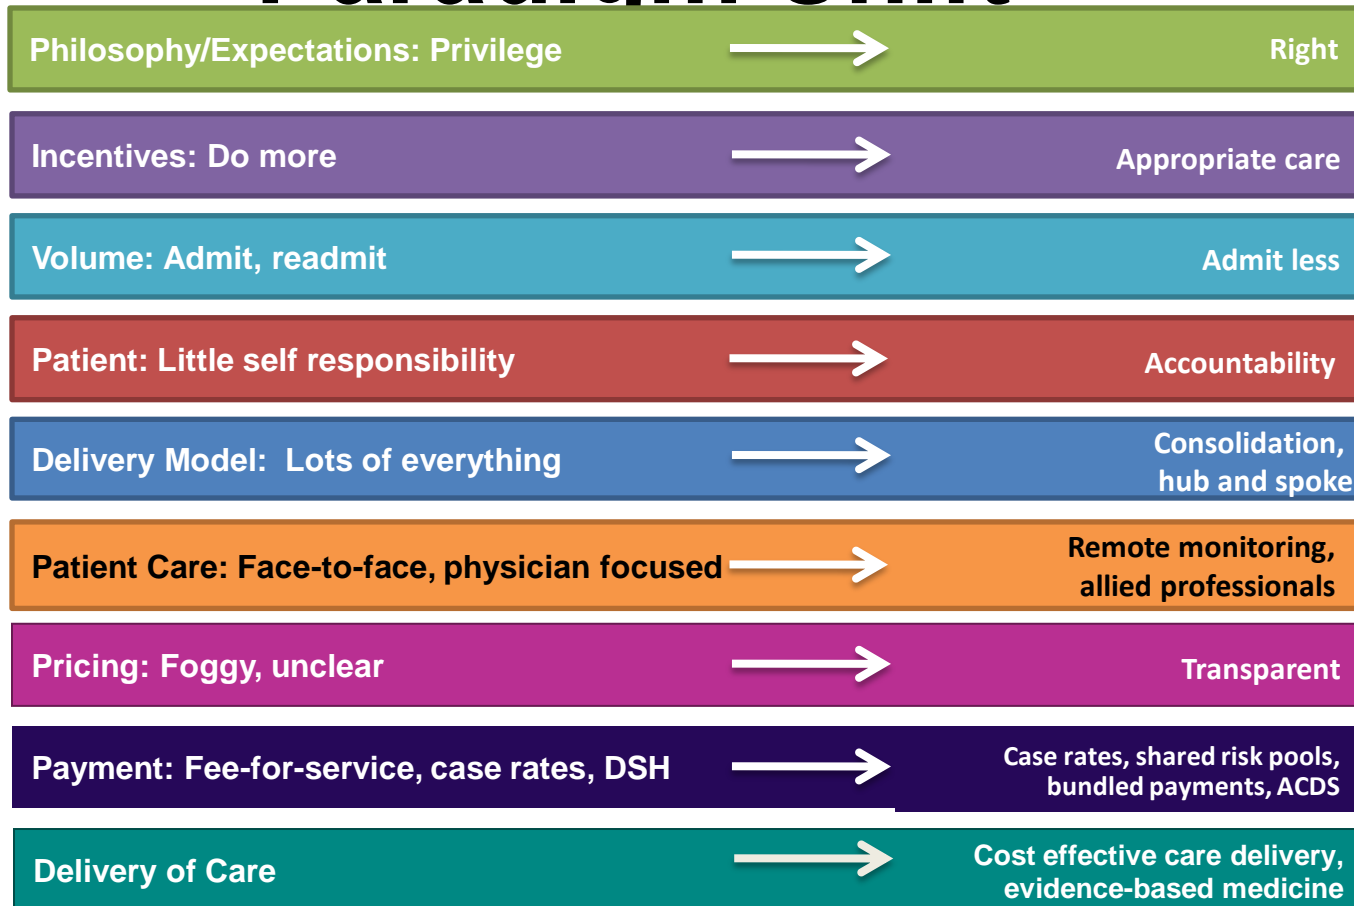 Paradigm Shift
Philosophy/Expectations: Privilege
Right
Incentives: Do more
Appropriate care
Volume: Admit, readmit
Admit less
Patient: Little self responsibility
Accountability
Delivery Model:  Lots of everything
Consolidation,
hub and spoke
Patient Care: Face-to-face, physician focused
Remote monitoring,
allied professionals
Pricing: Foggy, unclear
Transparent
Payment: Fee-for-service, case rates, DSH
Case rates, shared risk pools,
bundled payments, ACDS
Delivery of Care
Cost effective care delivery,
evidence-based medicine